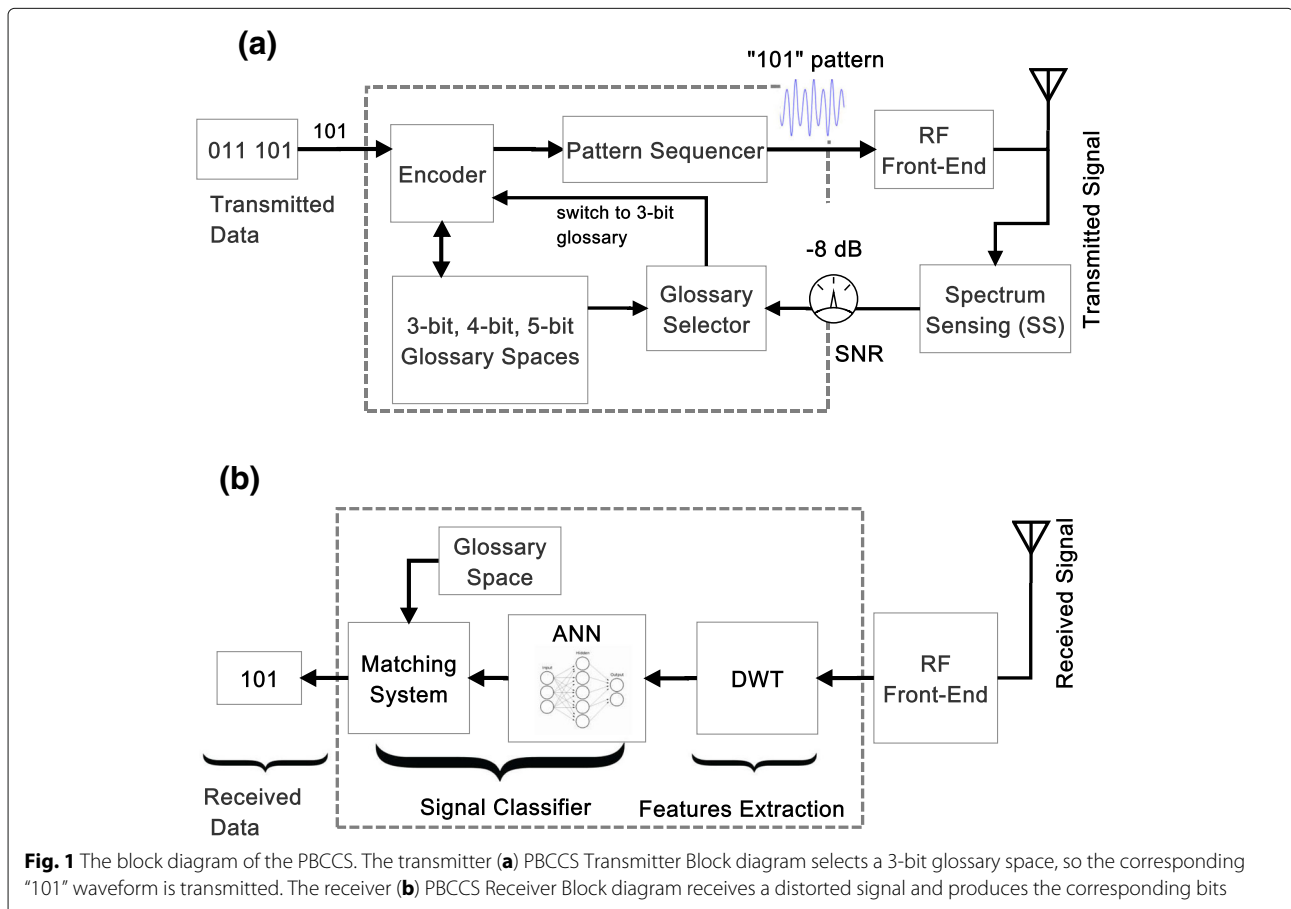 (a)
"101" pattern
011 101
101
Transmitted
Data
Encoder
Pattern Sequencer
RF
Front-End
switch to 3-bit
glossary
3-bit, 4-bit, 5-bit
Glossary Spaces
Glossary
Selector
-8 dB
SNR
Spectrum
Sensing (SS)
Transmitted Signal
(b)
Glossary
Space
101
Matching
System
ANN
Input
Hidden
Output
DWT
RF
Front-End
Received Signal
Received
Data
Signal Classifier
Features Extraction
Fig. 1 The block diagram of the PBCCS. The transmitter (a) PBCCS Transmitter Block diagram selects a 3-bit glossary space, so the corresponding
“101” waveform is transmitted. The receiver (b) PBCCS Receiver Block diagram receives a distorted signal and produces the corresponding bits